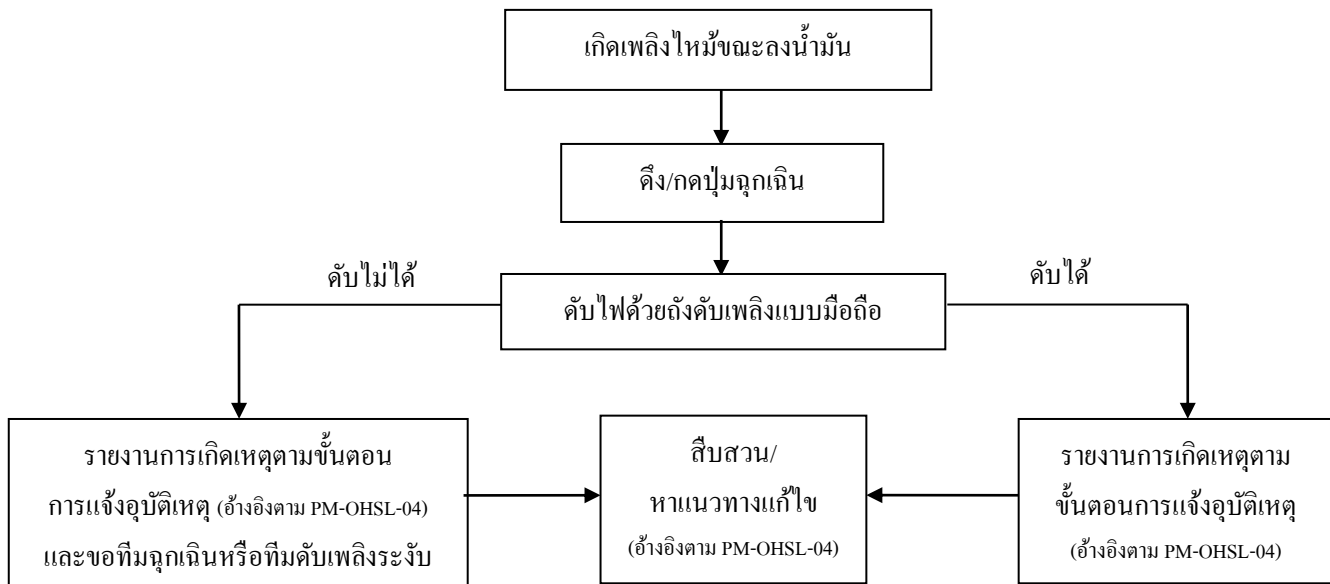 เกิดเพลิงไหม้ขณะลงน้ำมัน
ดึง/กดปุ่มฉุกเฉิน
ดับไม่ได้
ดับได้
ดับไฟด้วยถังดับเพลิงแบบมือถือ
รายงานการเกิดเหตุตามขั้นตอน
การแจ้งอุบัติเหตุ (อ้างอิงตาม PM-OHSL-04)
และขอทีมฉุกเฉินหรือทีมดับเพลิงระงับ
สืบสวน/
หาแนวทางแก้ไข
(อ้างอิงตาม PM-OHSL-04)
รายงานการเกิดเหตุตาม
ขั้นตอนการแจ้งอุบัติเหตุ
(อ้างอิงตาม PM-OHSL-04)